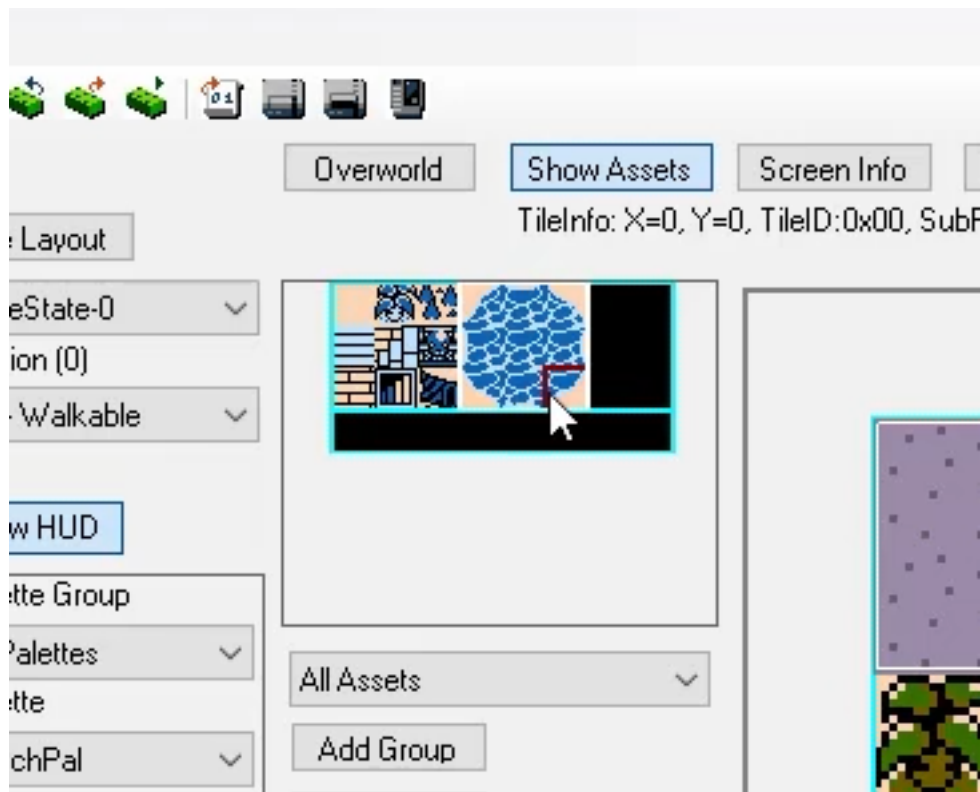 Overworld
Show Assets
Screen Info
TileInfo: X=0, Y=0, TileID:0x00, SubP
Layout
eState-0
ion (0)
- Walkable
w HUD
tte Group
Palettes
tte
chPal
All Assets
Add Group